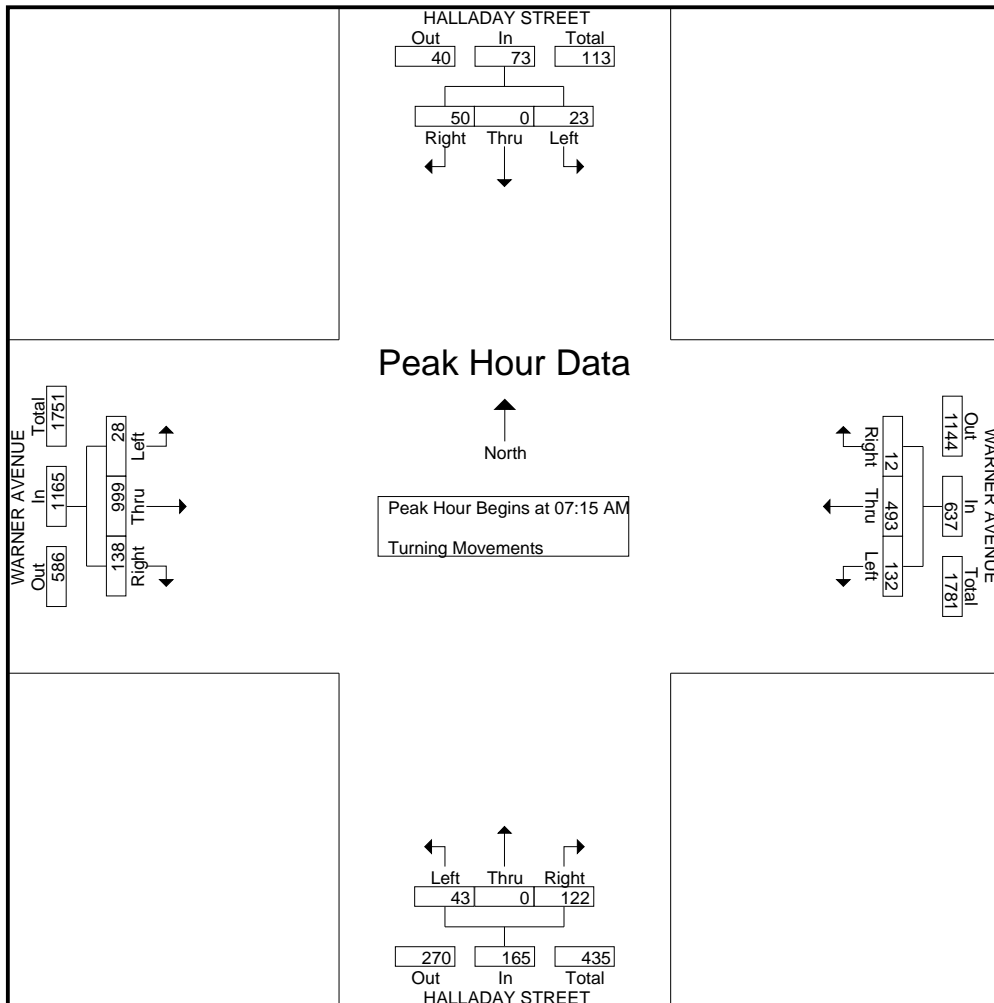 HALLADAY STREET
Out In Total
40 73 113
50 0 23
Right Thru Left
Peak Hour Data
North
Peak Hour Begins at 07:15 AM
Turning Movements
WARNER AVENUE
Out In Total
586 1165 1751
Right Thru Left
138 999 28
WARNER AVENUE
Out In Total
1144 637 1781
Right Thru Left
12 493 132
Left Thru Right
43 0 122
270 165 435
Out In Total
HALLADAY STREET